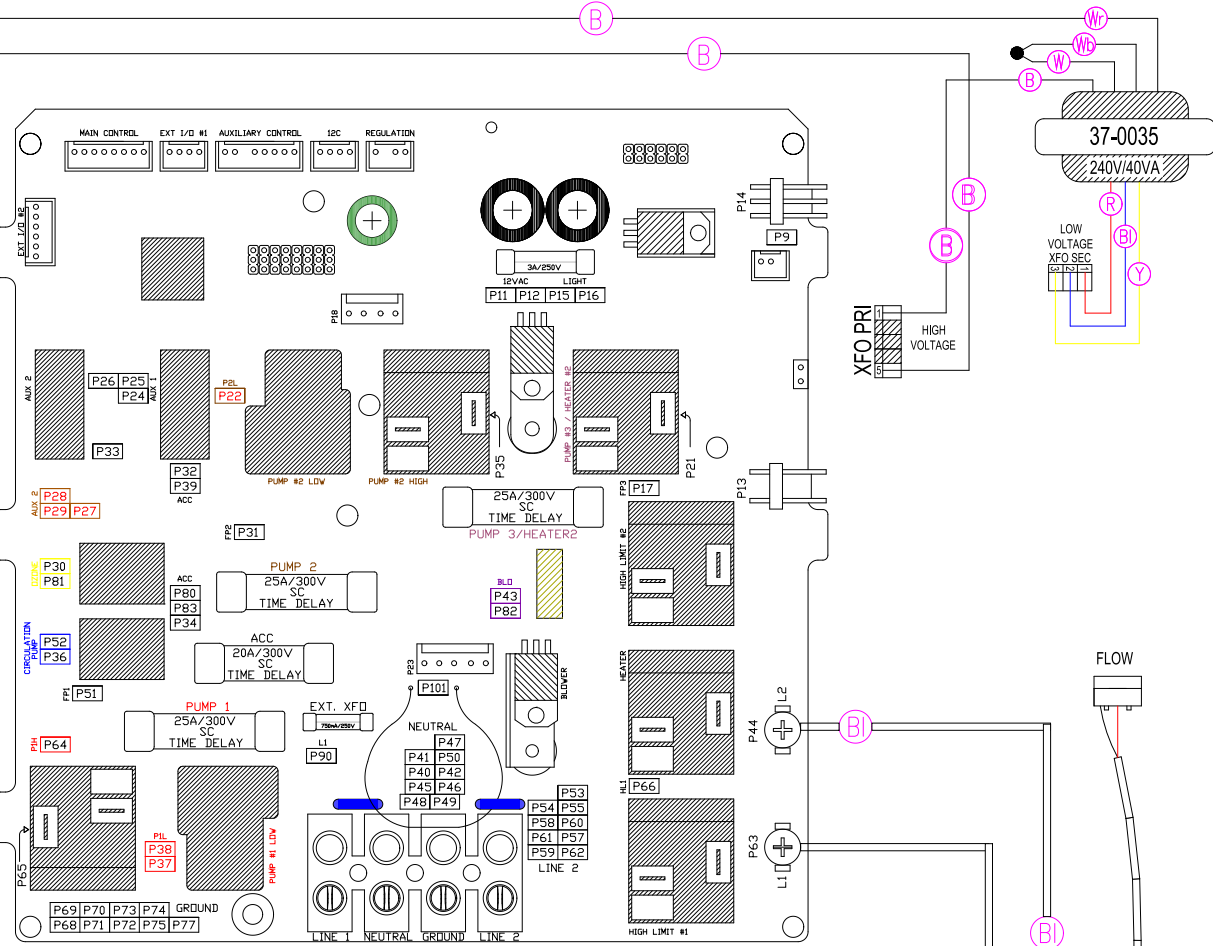 B
Wr
B
Wb
W
B
37-0035
240V/40VA
MAIN CONTROL
EXT I/O #1
AUXILIARY CONTROL
12C
REGULATION
EXT I/O #2
P14
P9
B
B
R
Bl
Y
LOW
VOLTAGE
XFO SEC
3 2 1
3A/250V
12VAC
LIGHT
P11 P12 P15 P16
P18
XFO PRI
1
5
HIGH
VOLTAGE
AUX 2
P26 P25
P24
AUX 1
P2L
P22
P33
P32
P39
ACC
PUMP #2 LOW
PUMP #2 HIGH
P35
PUMP #3 / HEATER #2
P21
AUX 2
P28
P29 P27
FP2
P31
25A/300V
SC
TIME DELAY
PUMP 3/HEATER2
FP3
P17
P13
HIGH LIMIT #2
P30
P81
ACC
P80
P83
P34
PUMP 2
25A/300V
SC
TIME DELAY
BLO
P43
P82
CIRCULATION
PUMP
P52
P36
FP1
P51
ACC
20A/300V
SC
TIME DELAY
P23
P101
BLOWER
HEATER
P44
L2
Bl
FLOW
PUMP 1
25A/300V
SC
TIME DELAY
EXT. XFO
750mA/250V
L1
P90
NEUTRAL
P47
P41 P50
P40 P42
P45 P46
P48 P49
P1H
P64
HL1
P66
P53
P54 P55
P58 P60
P61 P57
P59 P62
LINE 2
P63
L1
P65
P1L
P38
P37
PUMP #1 LOW
P69 P70 P73 P74 GROUND
P68 P71 P72 P75 P77
LINE 1
NEUTRAL
GROUND
LINE 2
HIGH LIMIT #1
Bl